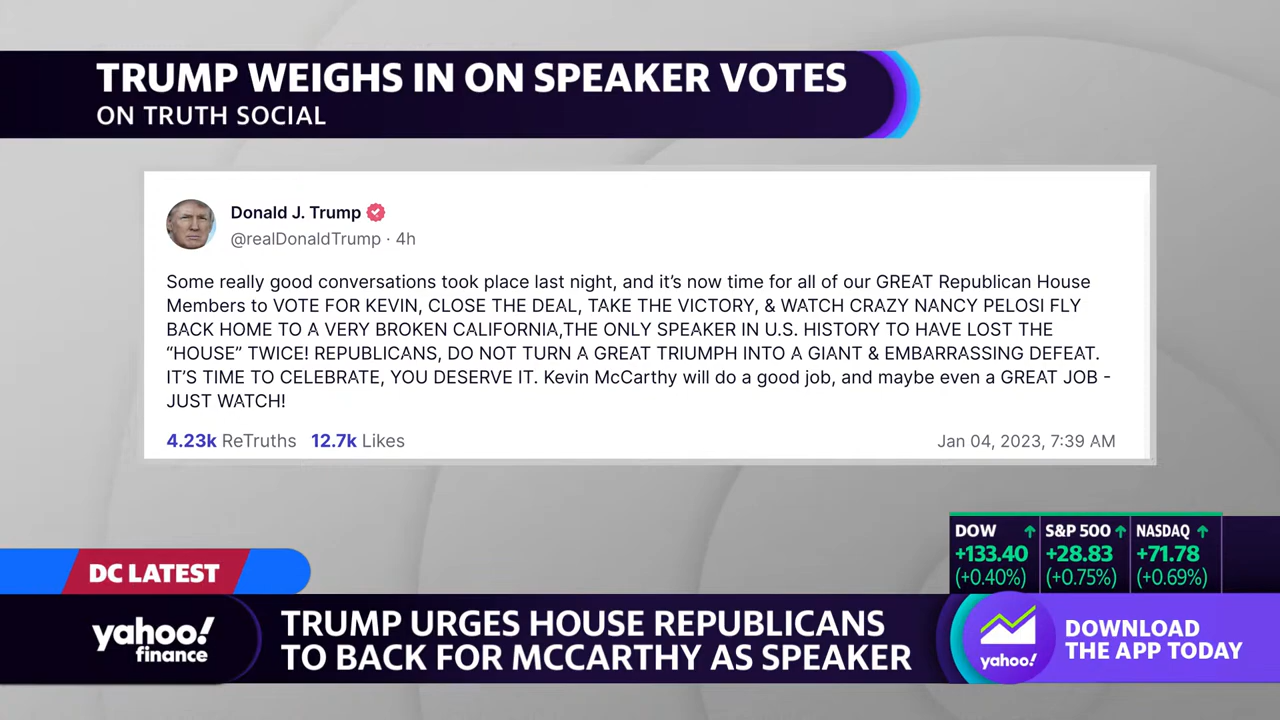 TRUMP WEIGHS IN ON SPEAKER VOTES
ON TRUTH SOCIAL
Donald J. Trump
@realDonaldTrump · 4h
Some really good conversations took place last night, and it’s now time for all of our GREAT Republican House
Members to VOTE FOR KEVIN, CLOSE THE DEAL, TAKE THE VICTORY, & WATCH CRAZY NANCY PELOSI FLY
BACK HOME TO A VERY BROKEN CALIFORNIA,THE ONLY SPEAKER IN U.S. HISTORY TO HAVE LOST THE
“HOUSE” TWICE! REPUBLICANS, DO NOT TURN A GREAT TRIUMPH INTO A GIANT & EMBARRASSING DEFEAT.
IT’S TIME TO CELEBRATE, YOU DESERVE IT. Kevin McCarthy will do a good job, and maybe even a GREAT JOB -
JUST WATCH!
4.23k ReTruths 12.7k Likes
Jan 04, 2023, 7:39 AM
DOW
+133.40
(+0.40%)
S&P 500
+28.83
(+0.75%)
NASDAQ
+71.78
(+0.69%)
DC LATEST
yahoo!
finance
TRUMP URGES HOUSE REPUBLICANS
TO BACK FOR MCCARTHY AS SPEAKER
yahoo!
DOWNLOAD
THE APP TODAY